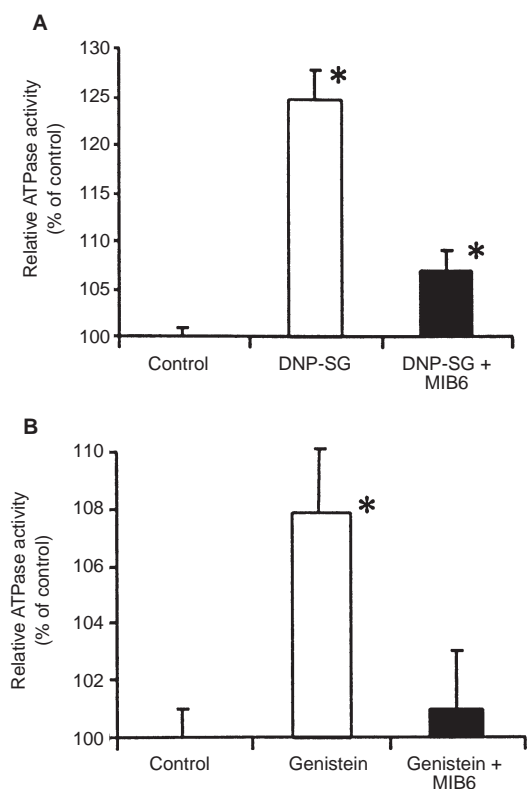 A
Relative ATPase activity
(% of control)
130
125
120
115
110
105
100
*
*
Control
DNP-SG
DNP-SG +
MIB6
B
Relative ATPase activity
(% of control)
110
108
106
104
102
100
*
Control
Genistein
Genistein +
MIB6